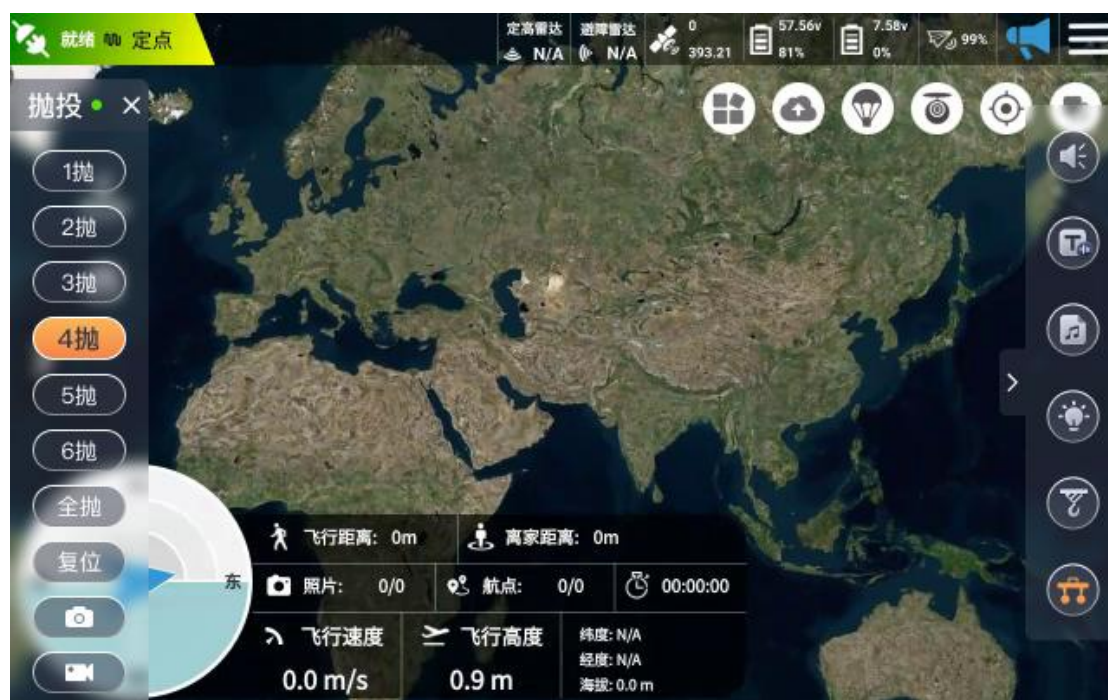 就绪 定点
定高雷达
N/A
避障雷达
N/A
0
393.21
57.56v
81%
7.58v
0%
99%
抛投
1抛
2抛
3抛
4抛
5抛
6抛
全抛
复位
东
飞行距离: 0m
离家距离: 0m
照片: 0/0
航点: 0/0
00:00:00
飞行速度
0.0 m/s
飞行高度
0.9 m
纬度: N/A
经度: N/A
海拔: 0.0 m